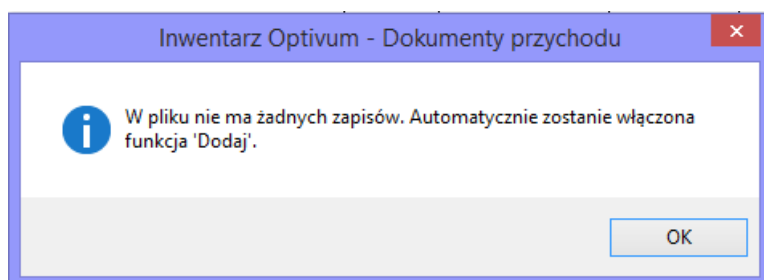 Inwentarz Optivum - Dokumenty przychodu
W pliku nie ma żadnych zapisów. Automatycznie zostanie włączona
funkcja 'Dodaj'.
OK